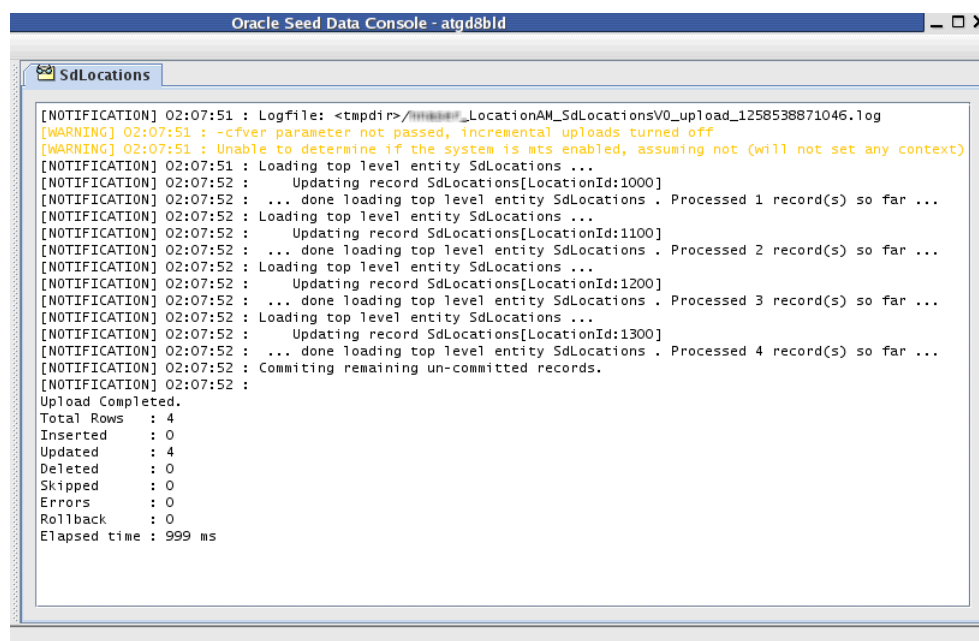 Oracle Seed Data Console - atgd8bld
SdLocations
[NOTIFICATION] 02:07:51 : Logfile: <tmpdir>/_LocationAM_SdLocationsVO_upload_1258538871046.log
[WARNING] 02:07:51 : -cfver parameter not passed, incremental uploads turned off
[WARNING] 02:07:51 : Unable to determine if the system is mts enabled, assuming not (will not set any context)
[NOTIFICATION] 02:07:51 : Loading top level entity SdLocations ...
[NOTIFICATION] 02:07:52 :     Updating record SdLocations[LocationId:1000]
[NOTIFICATION] 02:07:52 :  ... done loading top level entity SdLocations . Processed 1 record(s) so far ...
[NOTIFICATION] 02:07:52 : Loading top level entity SdLocations ...
[NOTIFICATION] 02:07:52 :     Updating record SdLocations[LocationId:1100]
[NOTIFICATION] 02:07:52 :  ... done loading top level entity SdLocations . Processed 2 record(s) so far ...
[NOTIFICATION] 02:07:52 : Loading top level entity SdLocations ...
[NOTIFICATION] 02:07:52 :     Updating record SdLocations[LocationId:1200]
[NOTIFICATION] 02:07:52 :  ... done loading top level entity SdLocations . Processed 3 record(s) so far ...
[NOTIFICATION] 02:07:52 : Loading top level entity SdLocations ...
[NOTIFICATION] 02:07:52 :     Updating record SdLocations[LocationId:1300]
[NOTIFICATION] 02:07:52 :  ... done loading top level entity SdLocations . Processed 4 record(s) so far ...
[NOTIFICATION] 02:07:52 : Commiting remaining un-committed records.
[NOTIFICATION] 02:07:52 :
Upload Completed.
Total Rows   : 4
Inserted     : 0
Updated      : 4
Deleted      : 0
Skipped      : 0
Errors       : 0
Rollback     : 0
Elapsed time : 999 ms